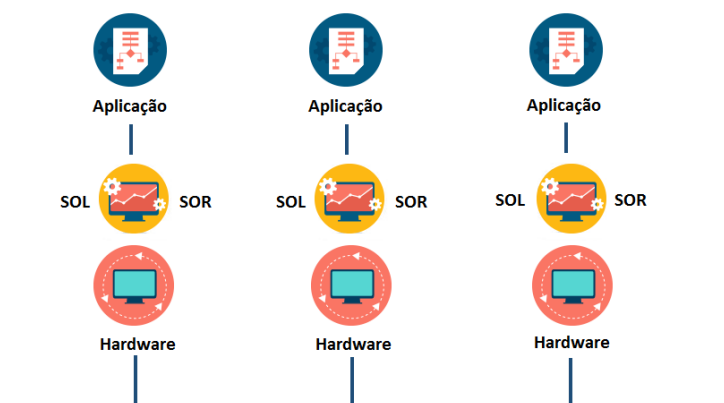 Aplicação Aplicação Aplicação
SOL SOR SOL SOR SOL SOR
Hardware Hardware Hardware